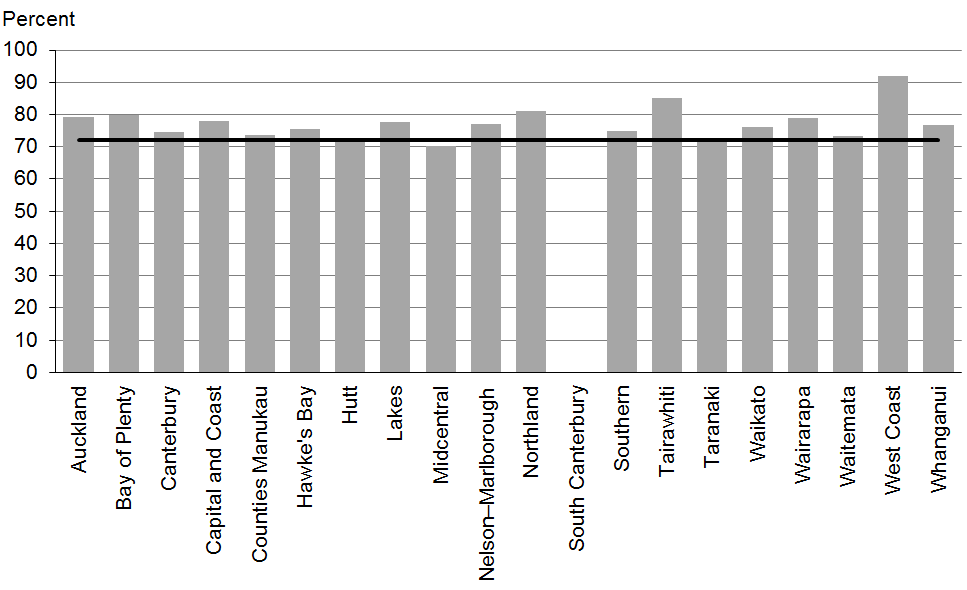 Percent
100
90
80
70
60
50
40
30
20
10
0
Auckland
Bay of Plenty
Canterbury
Capital and Coast
Counties Manukau
Hawke's Bay
Hutt
Lakes
Midcentral
Nelson–Marlborough
Northland
South Canterbury
Southern
Tairawhiti
Taranaki
Waikato
Wairarapa
Waitemata
West Coast
Whanganui